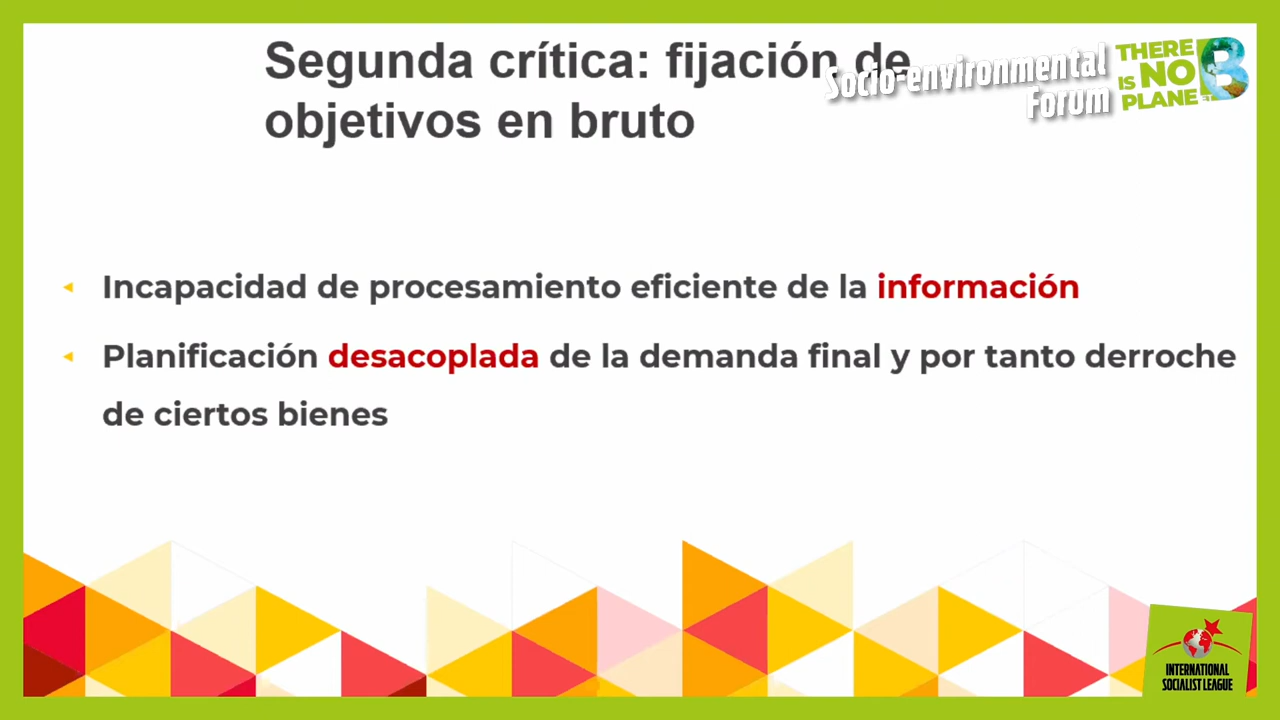 Segunda crítica: fijación de
objetivos en bruto
Socio-environmental
Forum
THERE
IS NO
PLANET
B
Incapacidad de procesamiento eficiente de la información
Planificación desacoplada de la demanda final y por tanto derroche
de ciertos bienes
INTERNATIONAL
SOCIALIST LEAGUE